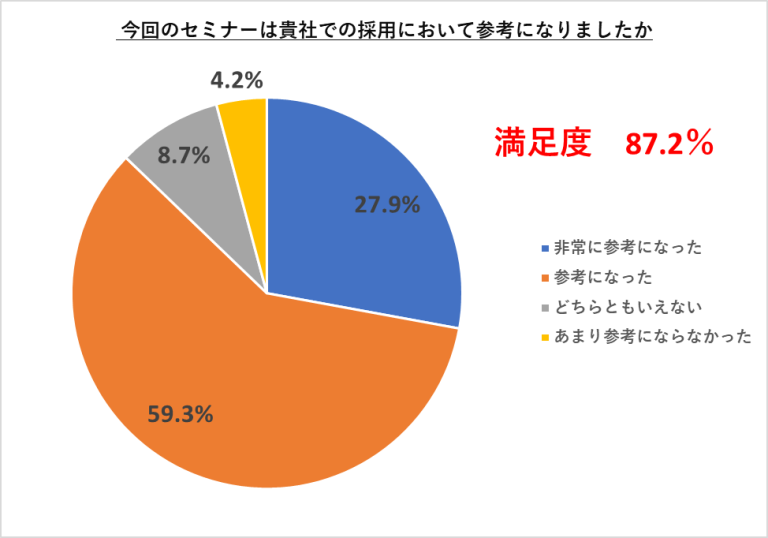 今回のセミナーは貴社での採用において参考になりましたか
4.2%
満足度　87.2%
8.7%
27.9%
非常に参考になった
参考になった
どちらともいえない
あまり参考にならなかった
59.3%